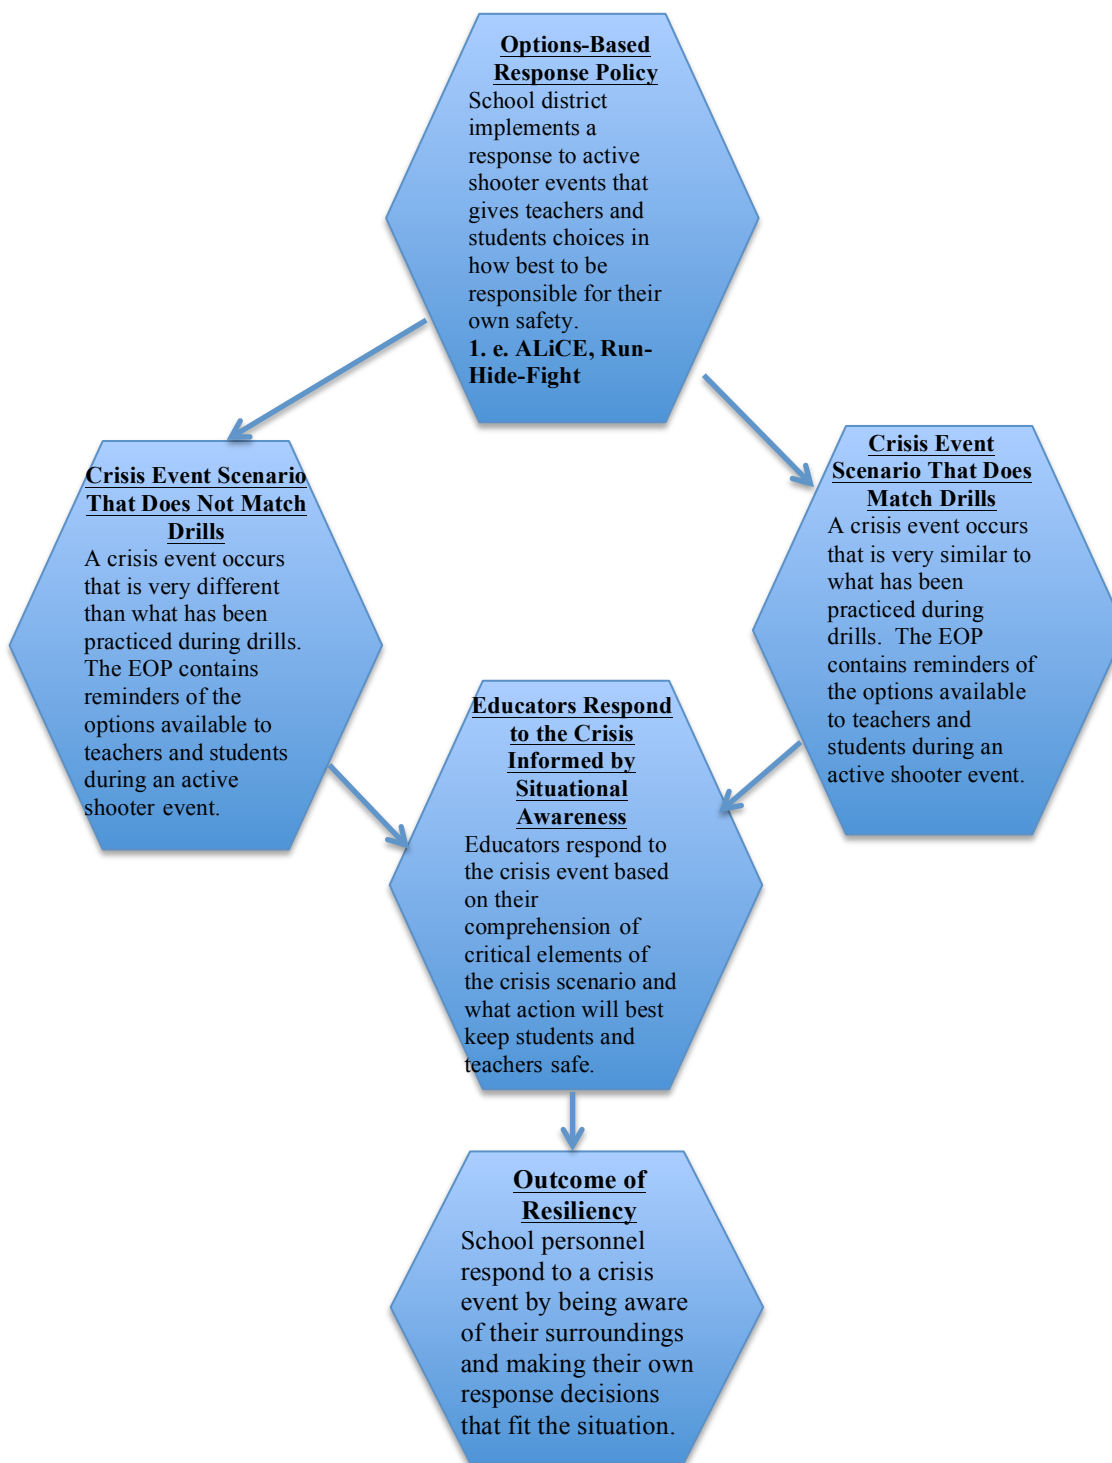 Options-Based
Response Policy
School district
implements a
response to active
shooter events that
gives teachers and
students choices in
how best to be
responsible for their
own safety.
1. e. ALiCE, Run-
Hide-Fight
Crisis Event Scenario
That Does Not Match
Drills
A crisis event occurs
that is very different
than what has been
practiced during drills.
The EOP contains
reminders of the
options available to
teachers and students
during an active
shooter event.
Crisis Event
Scenario That Does
Match Drills
A crisis event occurs
that is very similar to
what has been
practiced during
drills.  The EOP
contains reminders of
the options available
to teachers and
students during an
active shooter event.
Educators Respond
to the Crisis
Informed by
Situational
Awareness
Educators respond to
the crisis event based
on their
comprehension of
critical elements of
the crisis scenario and
what action will best
keep students and
teachers safe.
Outcome of
Resiliency
School personnel
respond to a crisis
event by being aware
of their surroundings
and making their own
response decisions
that fit the situation.